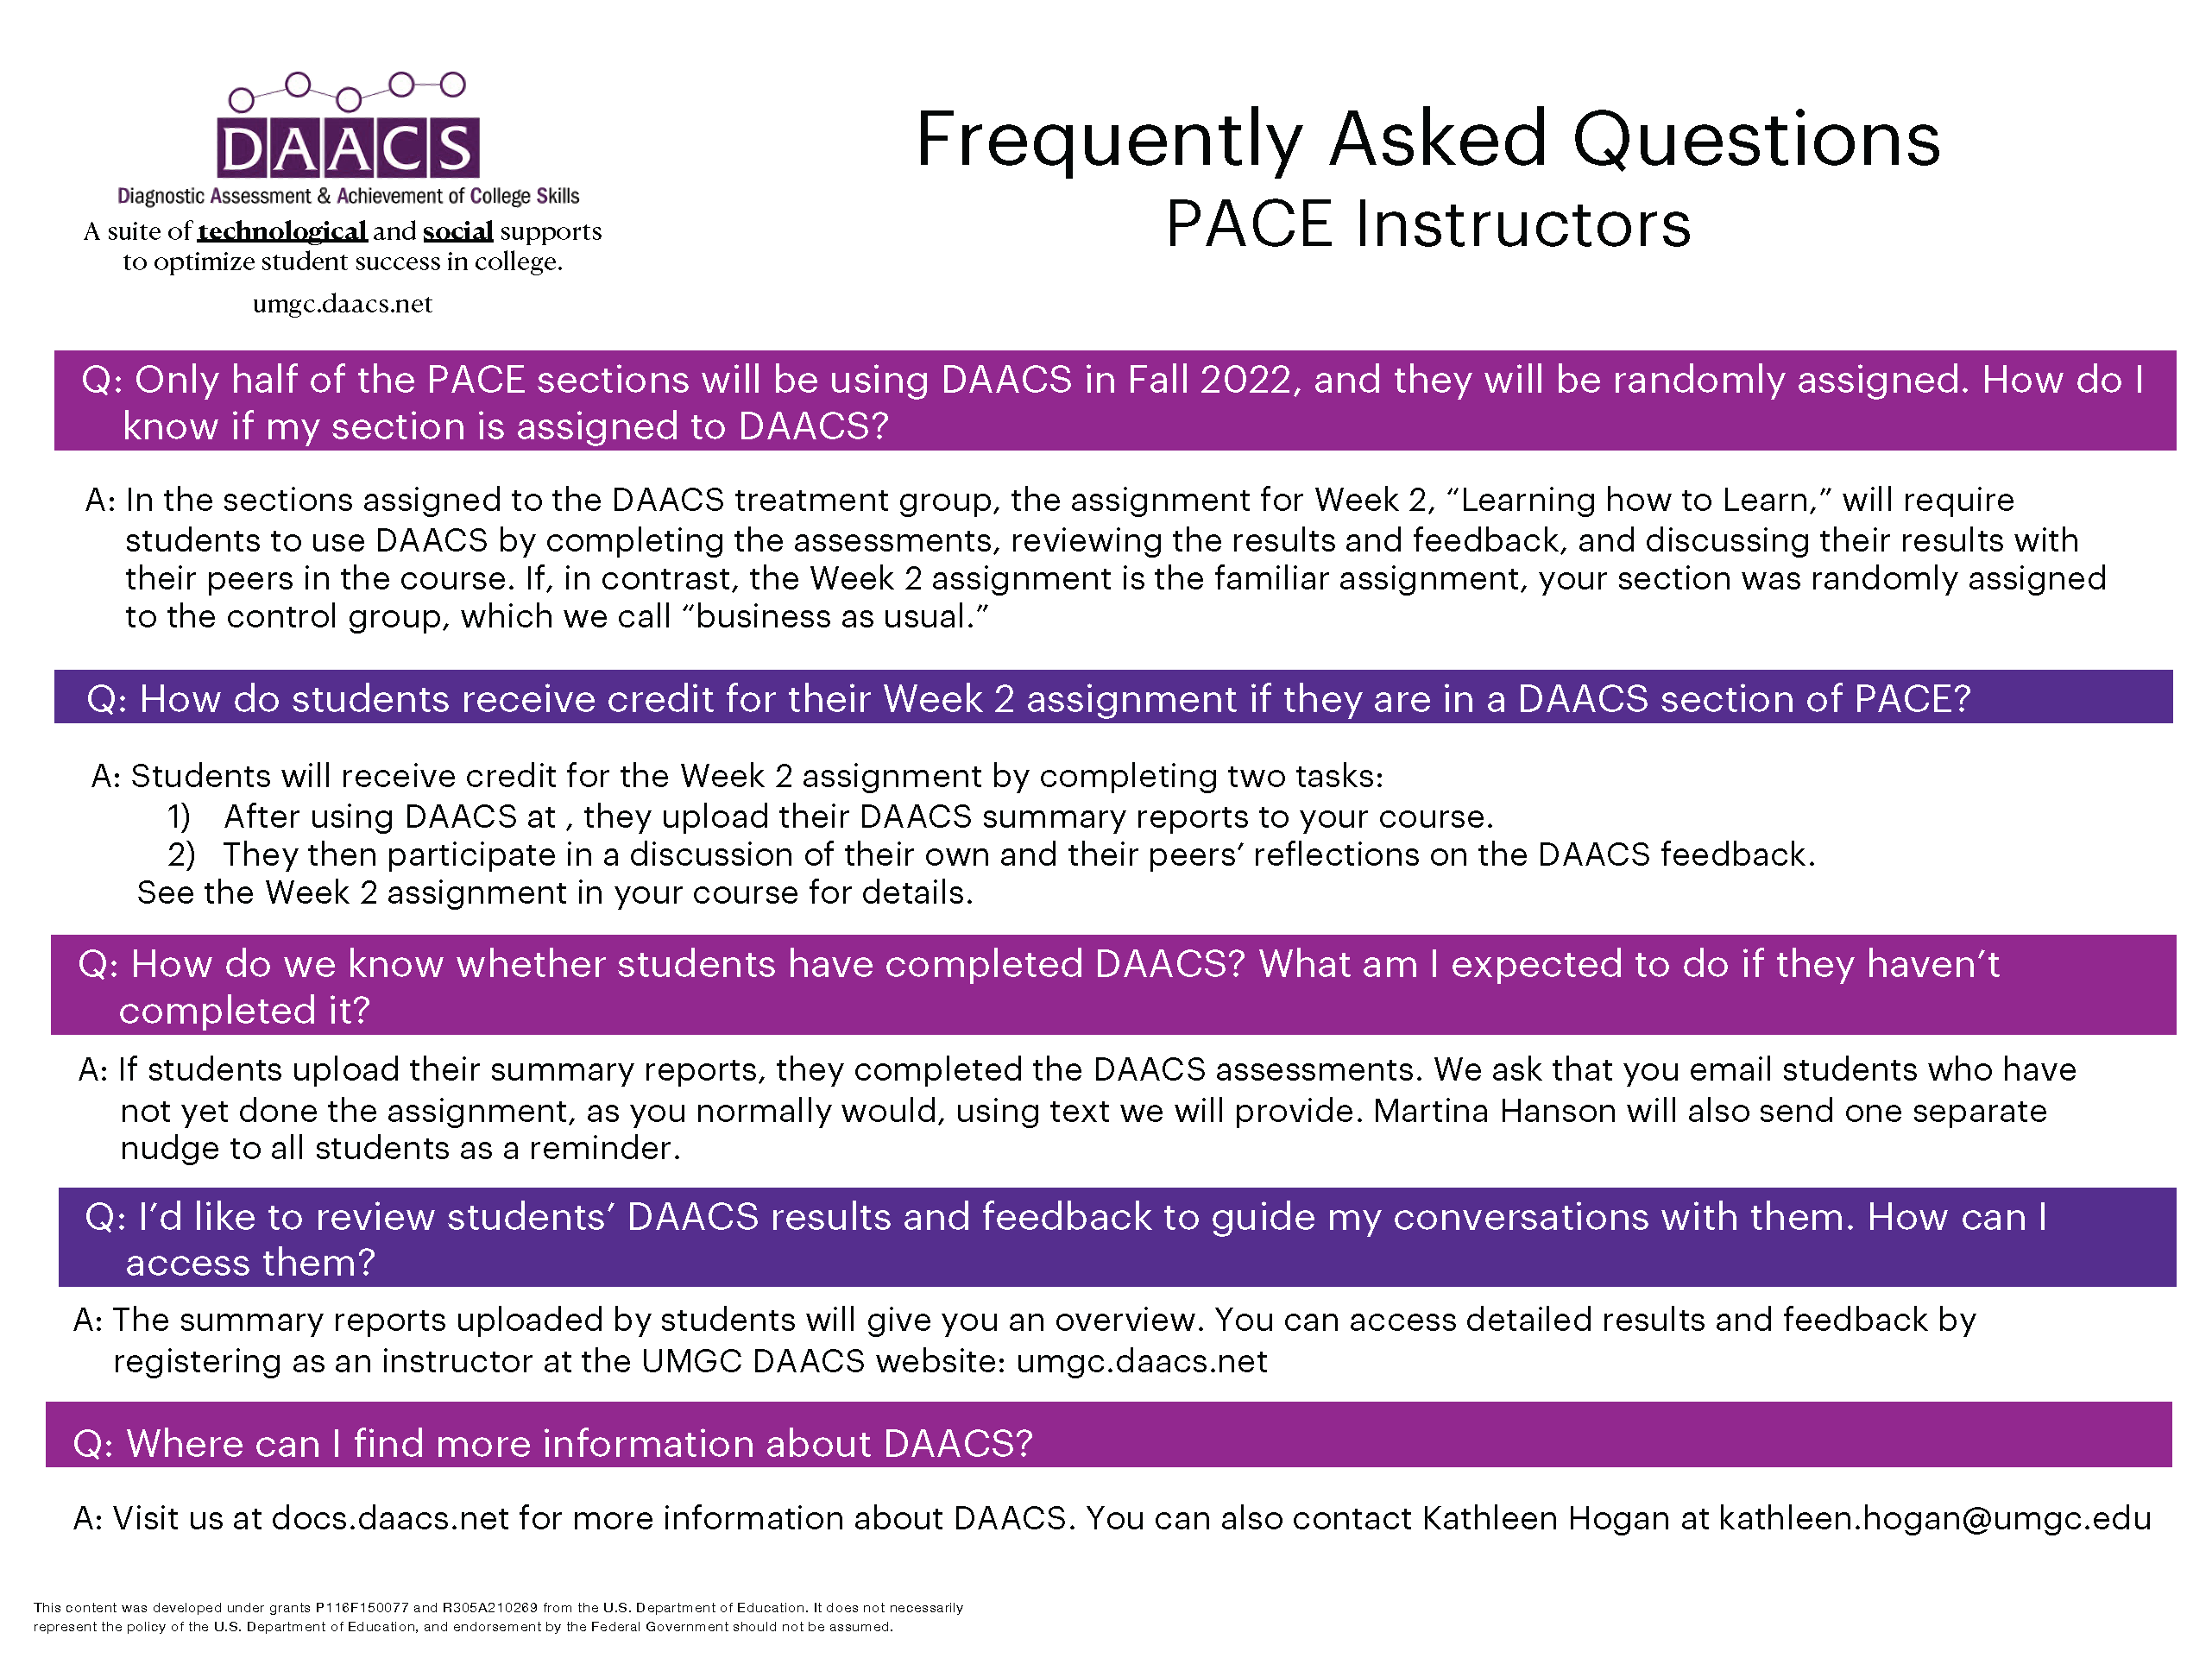 DAACS
Diagnostic Assessment & Achievement of College Skills
A suite of technological and social supports
to optimize student success in college.
umgc.daacs.net
Frequently Asked Questions
PACE Instructors
Q: Only half of the PACE sections will be using DAACS in Fall 2022, and they will be randomly assigned. How do I
know if my section is assigned to DAACS?
A: In the sections assigned to the DAACS treatment group, the assignment for Week 2, “Learning how to Learn,” will require
students to use DAACS by completing the assessments, reviewing the results and feedback, and discussing their results with
their peers in the course. If, in contrast, the Week 2 assignment is the familiar assignment, your section was randomly assigned
to the control group, which we call “business as usual.”
Q: How do students receive credit for their Week 2 assignment if they are in a DAACS section of PACE?
A: Students will receive credit for the Week 2 assignment by completing two tasks:
1) After using DAACS at , they upload their DAACS summary reports to your course.
2) They then participate in a discussion of their own and their peers’ reflections on the DAACS feedback.
See the Week 2 assignment in your course for details.
Q: How do we know whether students have completed DAACS? What am I expected to do if they haven’t
completed it?
A: If students upload their summary reports, they completed the DAACS assessments. We ask that you email students who have
not yet done the assignment, as you normally would, using text we will provide. Martina Hanson will also send one separate
nudge to all students as a reminder.
Q: I’d like to review students’ DAACS results and feedback to guide my conversations with them. How can I
access them?
A: The summary reports uploaded by students will give you an overview. You can access detailed results and feedback by
registering as an instructor at the UMGC DAACS website: umgc.daacs.net
Q: Where can I find more information about DAACS?
A: Visit us at docs.daacs.net for more information about DAACS. You can also contact Kathleen Hogan at kathleen.hogan@umgc.edu
This content was developed under grants P116F150077 and R305A210269 from the U.S. Department of Education. It does not necessarily
represent the policy of the U.S. Department of Education, and endorsement by the Federal Government should not be assumed.